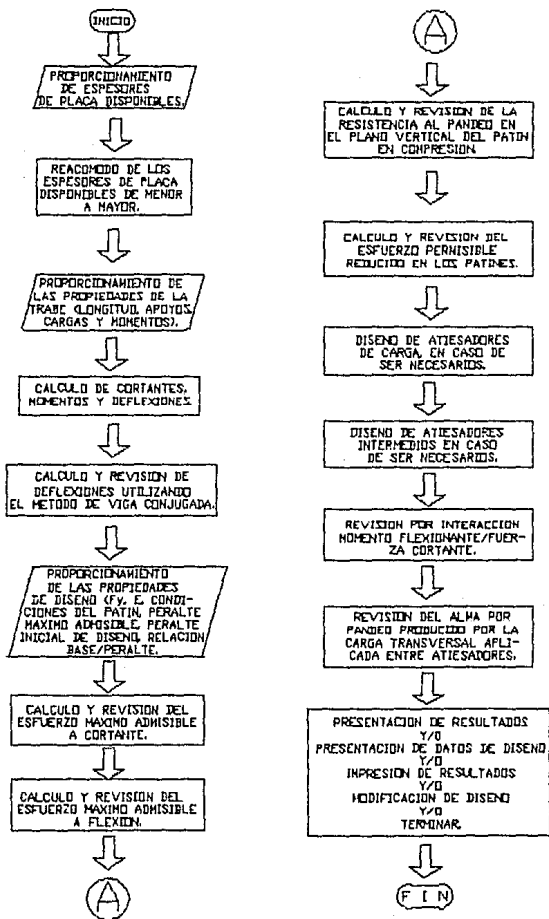 INICIO
PROPORCIONAMIENTO
DE ESPESORES
DE PLACA DISPONIBLES.
REACOMODO DE LOS
ESPESORES DE PLACA
DISPONIBLES DE MENOR
A MAYOR.
PROPORCIONAMIENTO DE
LAS PROPIEDADES DE LA
TRABE (LONGITUD, APOYOS,
CARGAS Y MOMENTOS).
CALCULO DE CORTANTES,
MOMENTOS Y DEFLEXIONES.
CALCULO Y REVISION DE
DEFLEXIONES UTILIZANDO
EL METODO DE VIGA CONJUGADA.
PROPORCIONAMIENTO
DE LAS PROPIEDADES
DE DISENO (Fy, E, CONDI-
CIONES DEL PATIN, PERALTE
MAXIMO ADMOSIBLE, PERALTE
INICIAL DE DISENO, RELACION
BASE/PERALTE.
CALCULO Y REVISION DEL
ESFUERZO MAXIMO ADMISIBLE
A CORTANTE.
CALCULO Y REVISION DEL
ESFUERZO MAXIMO ADMISIBLE
A FLEXION.
A
A
CALCULO Y REVISION DE LA
RESISTENCIA AL PANDEO EN
EL PLANO VERTICAL DEL PATIN
EN COMPRESION.
CALCULO Y REVISION DEL
ESFUERZO PERMISIBLE
REDUCIDO EN LOS PATINES.
DISENO DE ATIESADORES
DE CARGA, EN CASO DE
SER NECESARIOS.
DISENO DE ATIESADORES
INTERMEDIOS EN CASO
DE SER NECESARIOS.
REVISION POR INTERACCION
MOMENTO FLEXIONANTE/FUER-
ZA CORTANTE.
REVISION DEL ALMA POR
PANDEO PRODUCIDO POR LA
CARGA TRANSVERSAL APLI-
CADA ENTRE ATIESADORES.
PRESENTACION DE RESULTADOS
Y/O
PRESENTACION DE DATOS DE DISENO
Y/O
IMPRESION DE RESULTADOS
Y/O
MODIFICACION DE DISENO
Y/O
TERMINAR.
FIN